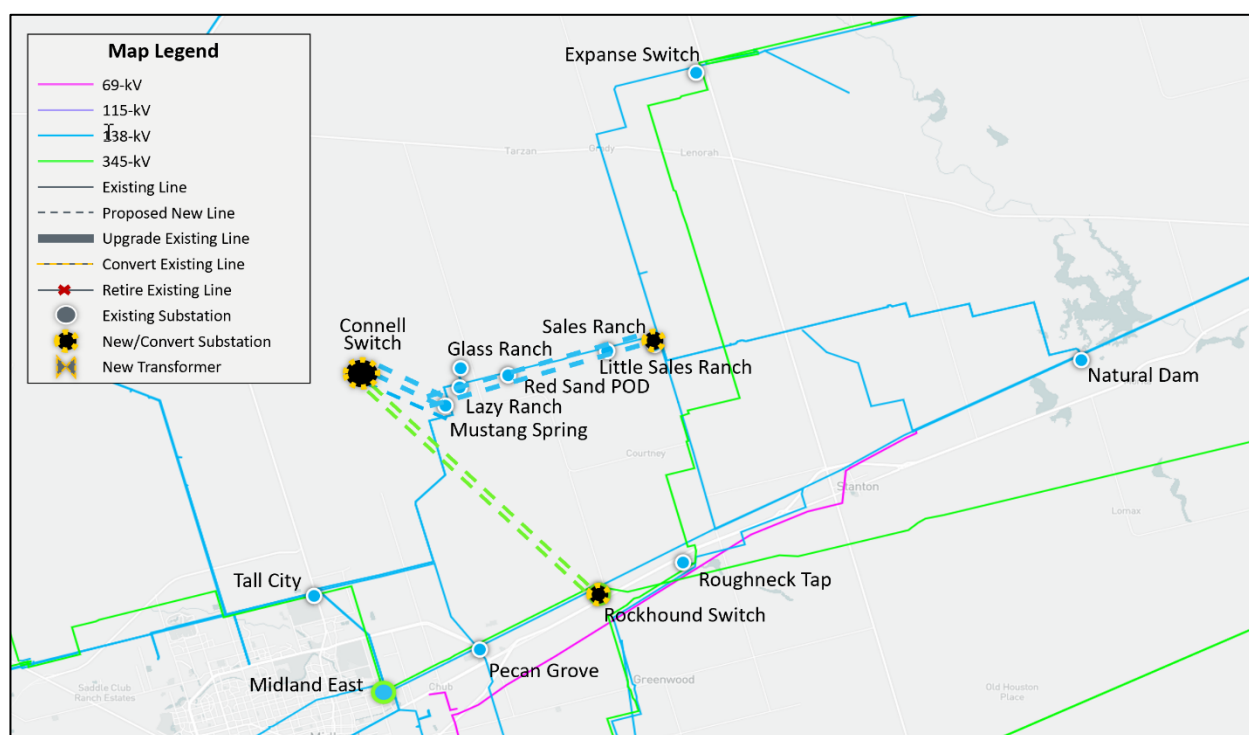 Map Legend
69-kV
115-kV
138-kV
345-kV
Existing Line
Proposed New Line
Upgrade Existing Line
Convert Existing Line
Retire Existing Line
Existing Substation
New/Convert Substation
New Transformer
Expanse Switch
Tarzan
Grady
Lenorah
Connell
Switch
Glass Ranch
Sales Ranch
Little Sales Ranch
Red Sand POD
Natural Dam
Lazy Ranch
Mustang Spring
Courtney
Stanton
Lomax
Tall City
Roughneck Tap
Rockhound Switch
Pecan Grove
Midland East
Saddle Club
Ranch Estates
Chub
Greenwood
Old Houston
Place